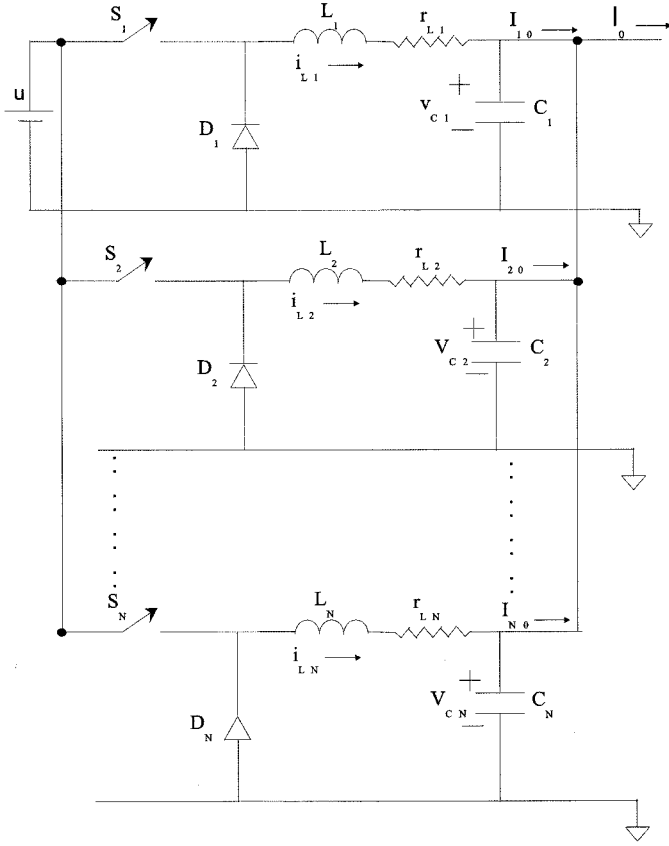 S1 L1 rL1 I10 I0
u iL1
D1 vC1 C1
S2 L2 rL2 I20
iL2
D2 VC2 C2
SN LN rLN IN0
iLN
DN VCN CN